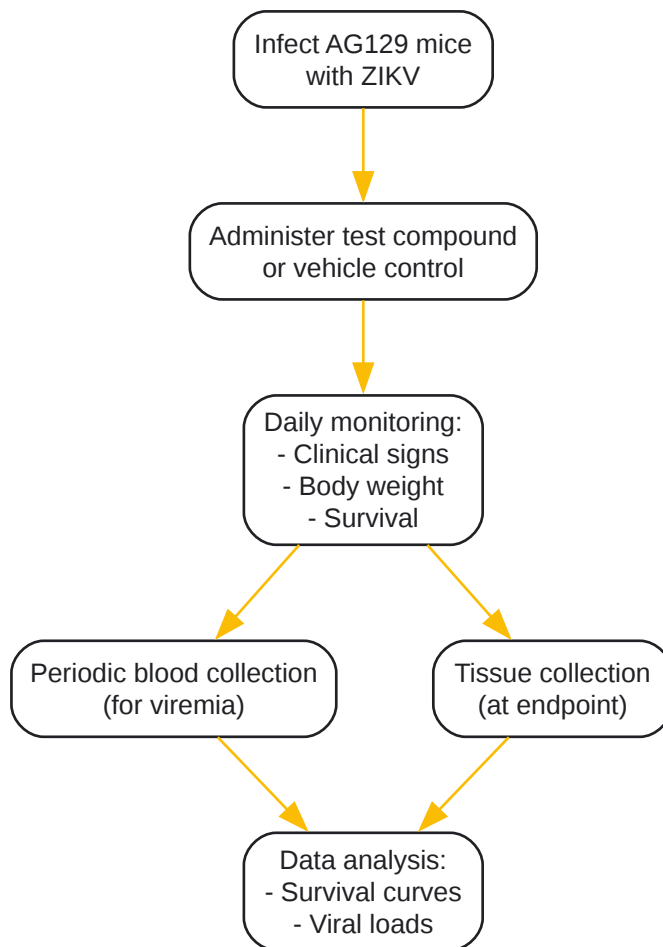 Infect AG129 mice
with ZIKV
Administer test compound
or vehicle control
Daily monitoring:
- Clinical signs
- Body weight
- Survival
Periodic blood collection
(for viremia)
Tissue collection
(at endpoint)
Data analysis:
- Survival curves
- Viral loads